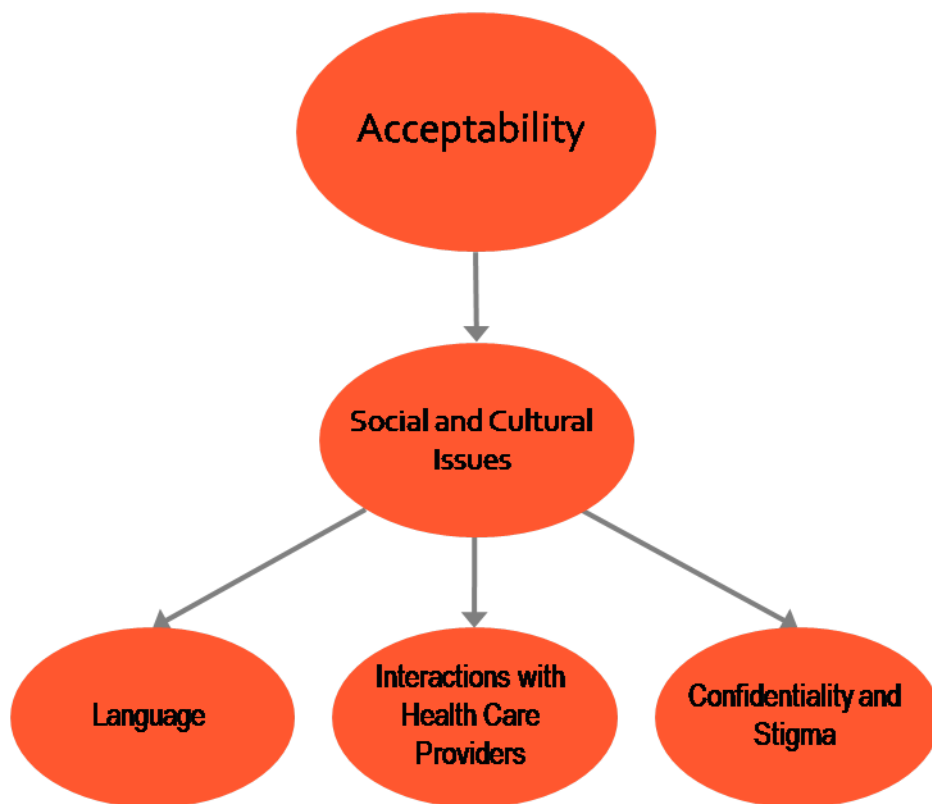 Acceptability
Social and Cultural
Issues
Language
Interactions with
Health Care
Providers
Confidentiality and
Stigma